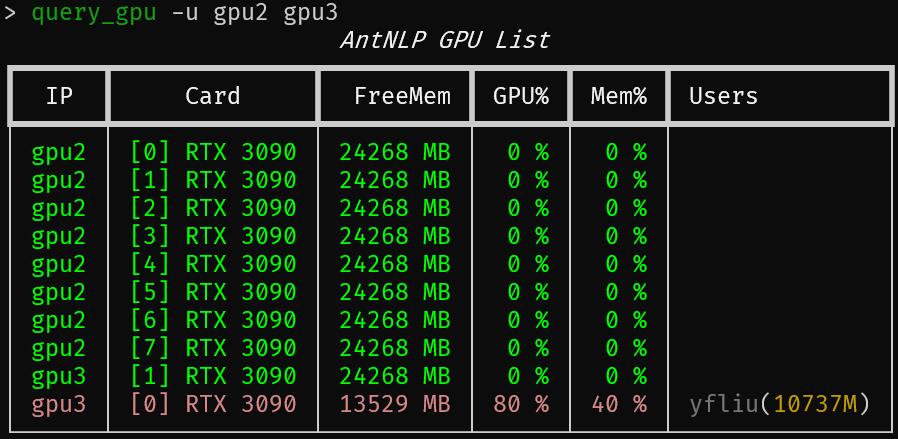 > query_gpu -u gpu2 gpu3
AntNLP GPU List
IP Card FreeMem GPU% Mem% Users
gpu2 [0] RTX 3090 24268 MB 0 % 0 %
gpu2 [1] RTX 3090 24268 MB 0 % 0 %
gpu2 [2] RTX 3090 24268 MB 0 % 0 %
gpu2 [3] RTX 3090 24268 MB 0 % 0 %
gpu2 [4] RTX 3090 24268 MB 0 % 0 %
gpu2 [5] RTX 3090 24268 MB 0 % 0 %
gpu2 [6] RTX 3090 24268 MB 0 % 0 %
gpu2 [7] RTX 3090 24268 MB 0 % 0 %
gpu3 [1] RTX 3090 24268 MB 0 % 0 %
gpu3 [0] RTX 3090 13529 MB 80 % 40 % yfliu(10737M)